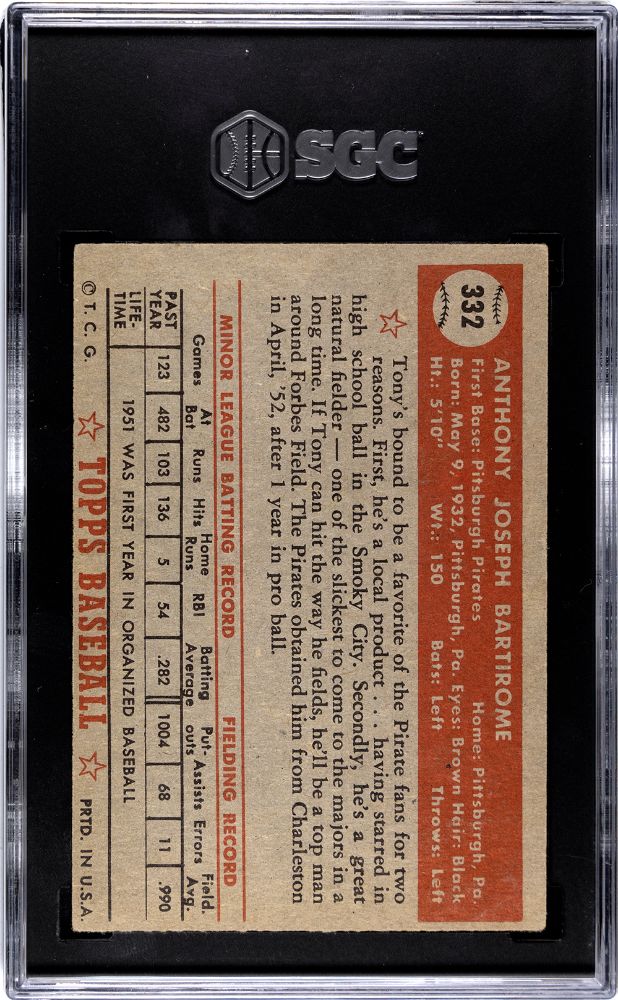 SGC
332
ANTHONY JOSEPH BARTIROME
First Base: Pittsburgh Pirates Home: Pittsburgh, Pa.
Born: May 9, 1932, Pittsburgh, Pa. Eyes: Brown Hair: Black
Ht.: 5'10" Wt.: 150 Bats: Left Throws: Left
Tony's bound to be a favorite of the Pirate fans for two
reasons. First, he's a local product . . . having starred in
high school ball in the Smoky City. Secondly, he's a great
natural fielder — one of the slickest to come to the majors in a
long time. If Tony can hit the way he fields, he'll be a top man
around Forbes Field. The Pirates obtained him from Charleston
in April, '52, after 1 year in pro ball.
MINOR LEAGUE BATTING RECORD FIELDING RECORD
Games At Bat Runs Hits Home Runs RBI Batting Average Put-outs Assists Errors Field. Avg.
PAST YEAR 123 482 103 136 5 54 .282 1004 68 11 .990
LIFE-TIME 1951 WAS FIRST YEAR IN ORGANIZED BASEBALL
© T. C. G. TOPPS BASEBALL PRTD. IN U.S.A.